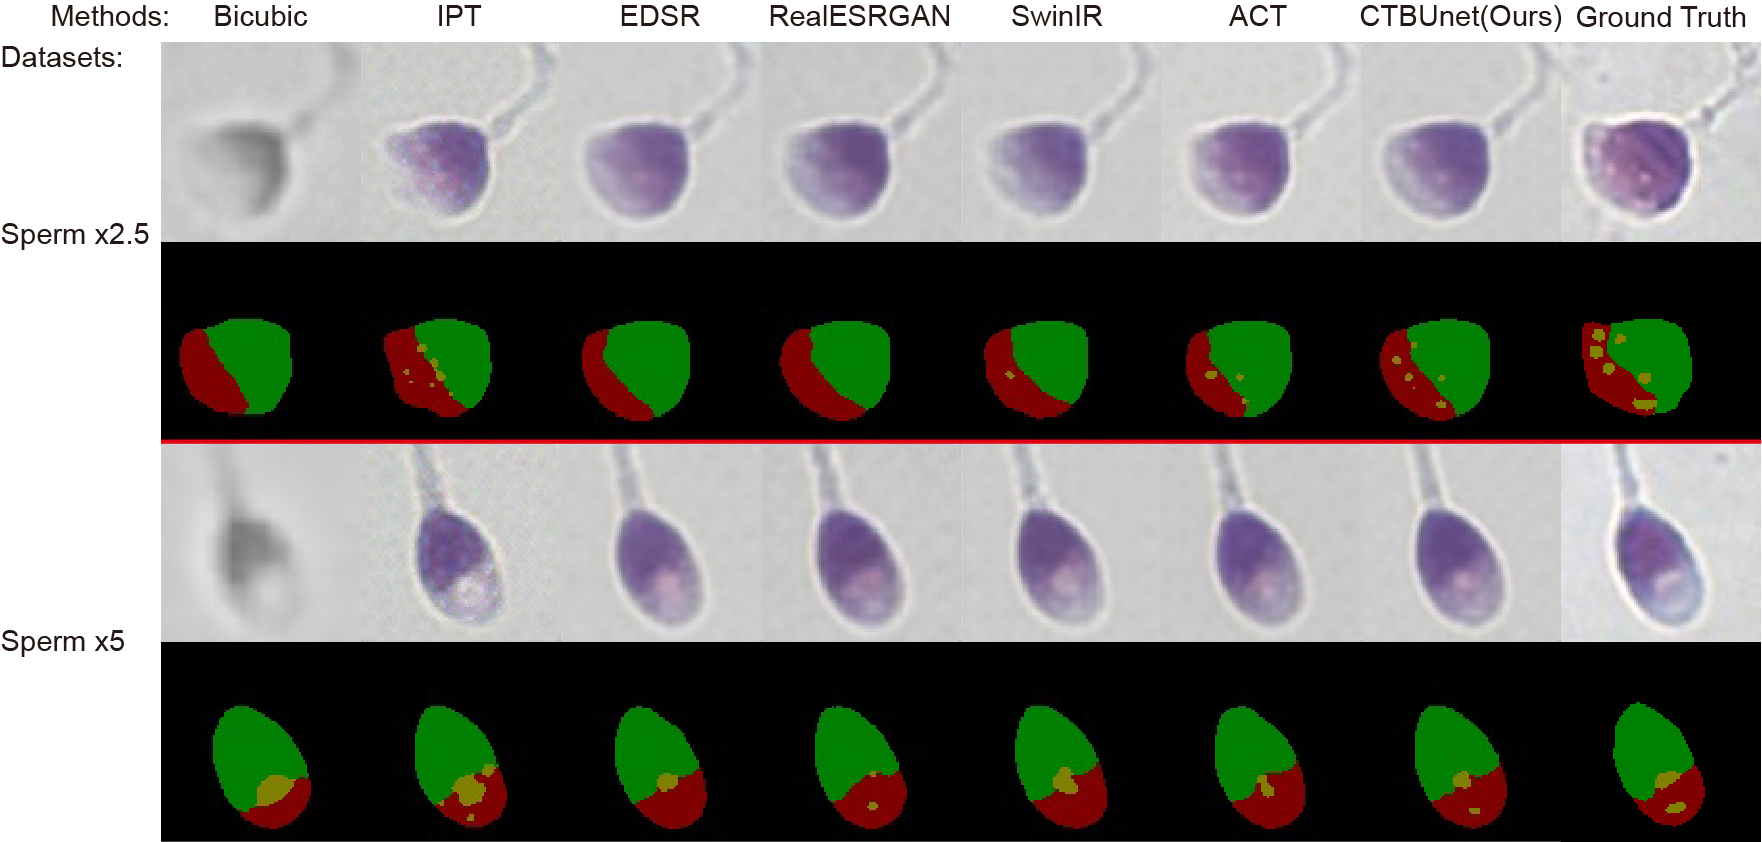 Methods: Bicubic IPT EDSR RealESRGAN SwinIR ACT CTBUnet(Ours) Ground Truth
Datasets:
Sperm x2.5
Sperm x5